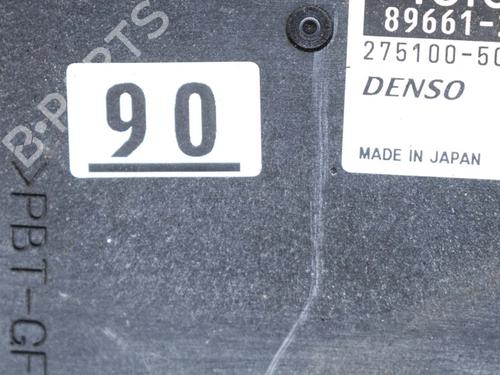 B-PARTS
90
89661-
275100-50
DENSO
MADE IN JAPAN
>PBT-GF